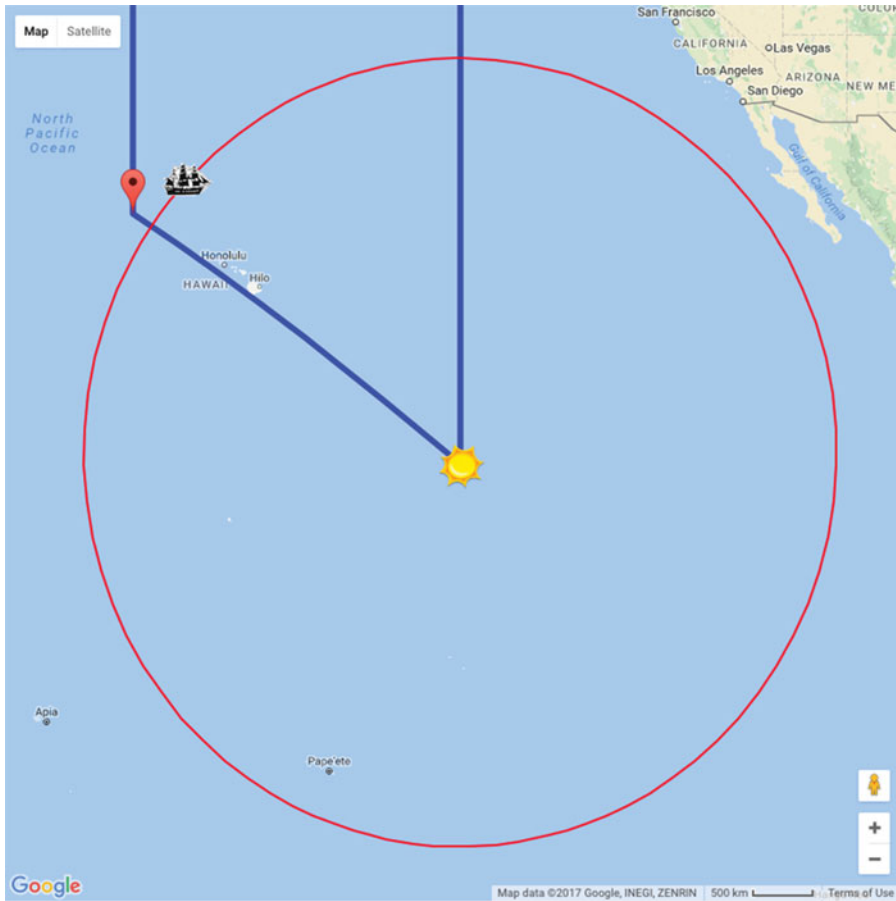 San Francisco
COLOR
Map Satellite
CALIFORNIA
Las Vegas
Los Angeles
ARIZONA
San Diego
NEW ME
North
Pacific
Ocean
Gulf of California
Honolulu
HAWAII
Hilo
Apia
Pape'ete
+
−
Google
Map data ©2017 Google, INEGI, ZENRIN 500 km Terms of Use